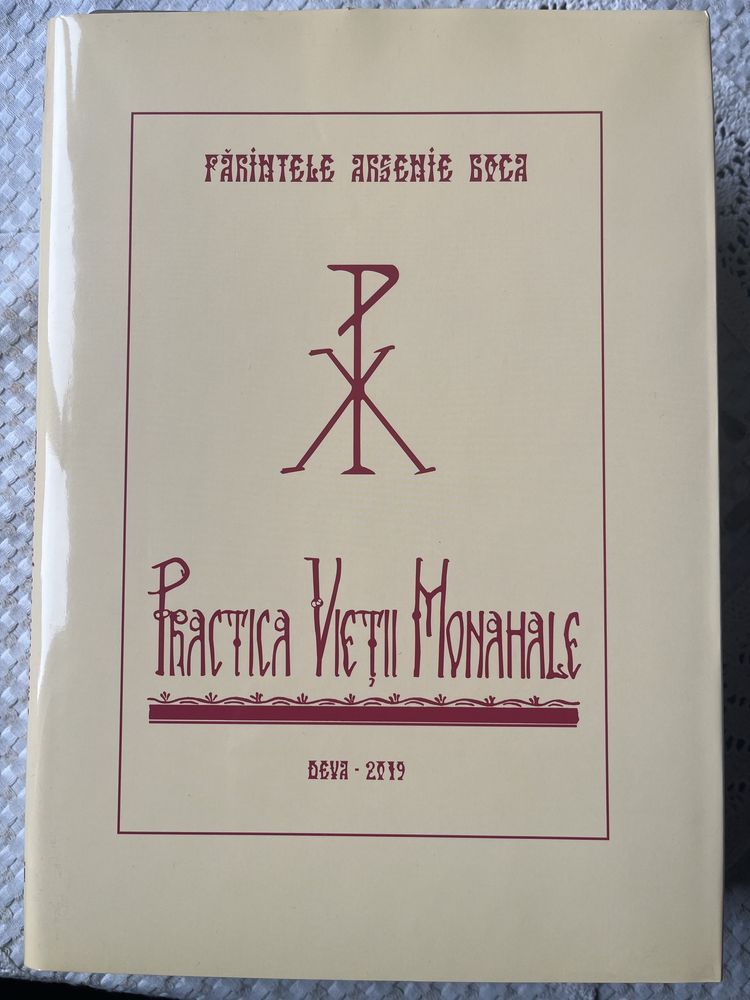 PĂRINTELE ARSENIE BOCA
PRACTICA VIEȚII MONAHALE
DEVA - 2019